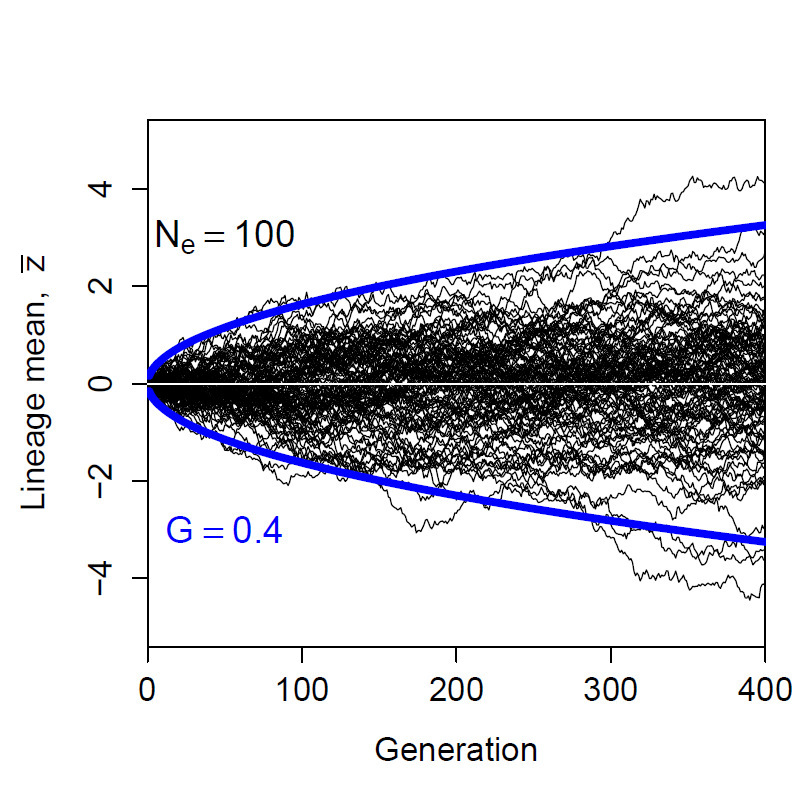 Lineage mean, z̅
4
2
0
−2
−4
Nₑ = 100
G = 0.4
0 100 200 300 400
Generation